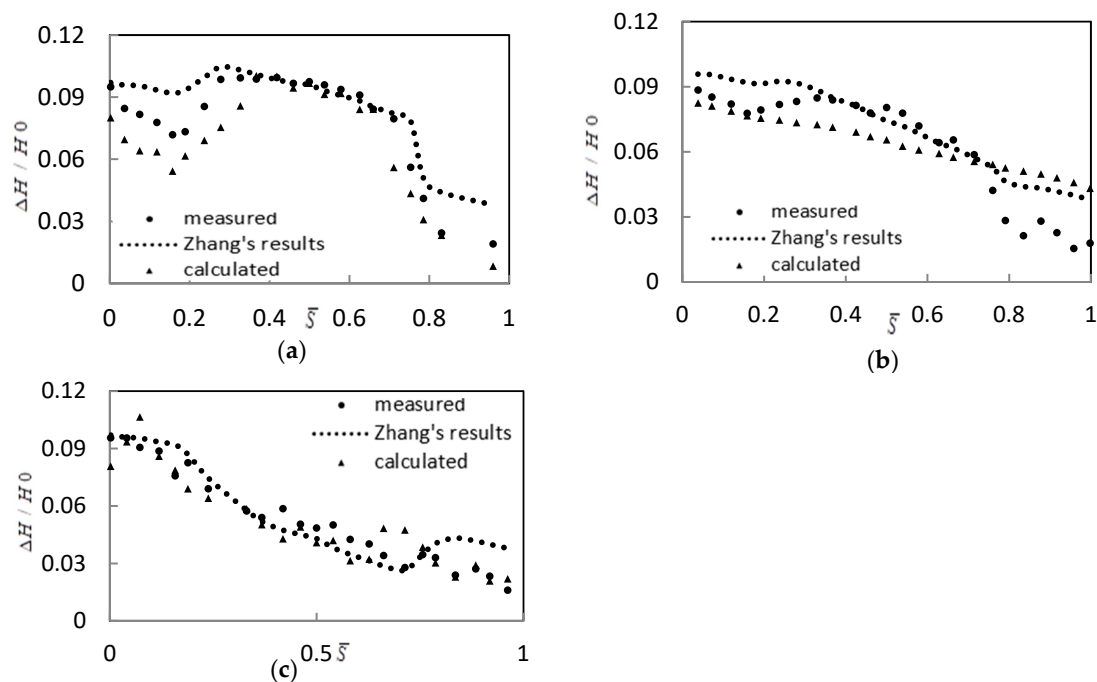 0.12
0.09
0.06
0.03
0
ΔH / H0
measured
Zhang's results
calculated
0 0.2 0.4 0.6 0.8 1
S̅
(a)
0.12
0.09
0.06
0.03
0
ΔH / H0
measured
Zhang's results
calculated
0 0.2 0.4 0.6 0.8 1
S̅
(b)
0.12
0.09
0.06
0.03
0
ΔH / H0
measured
Zhang's results
calculated
0 0.5 S̅ 1
(c)